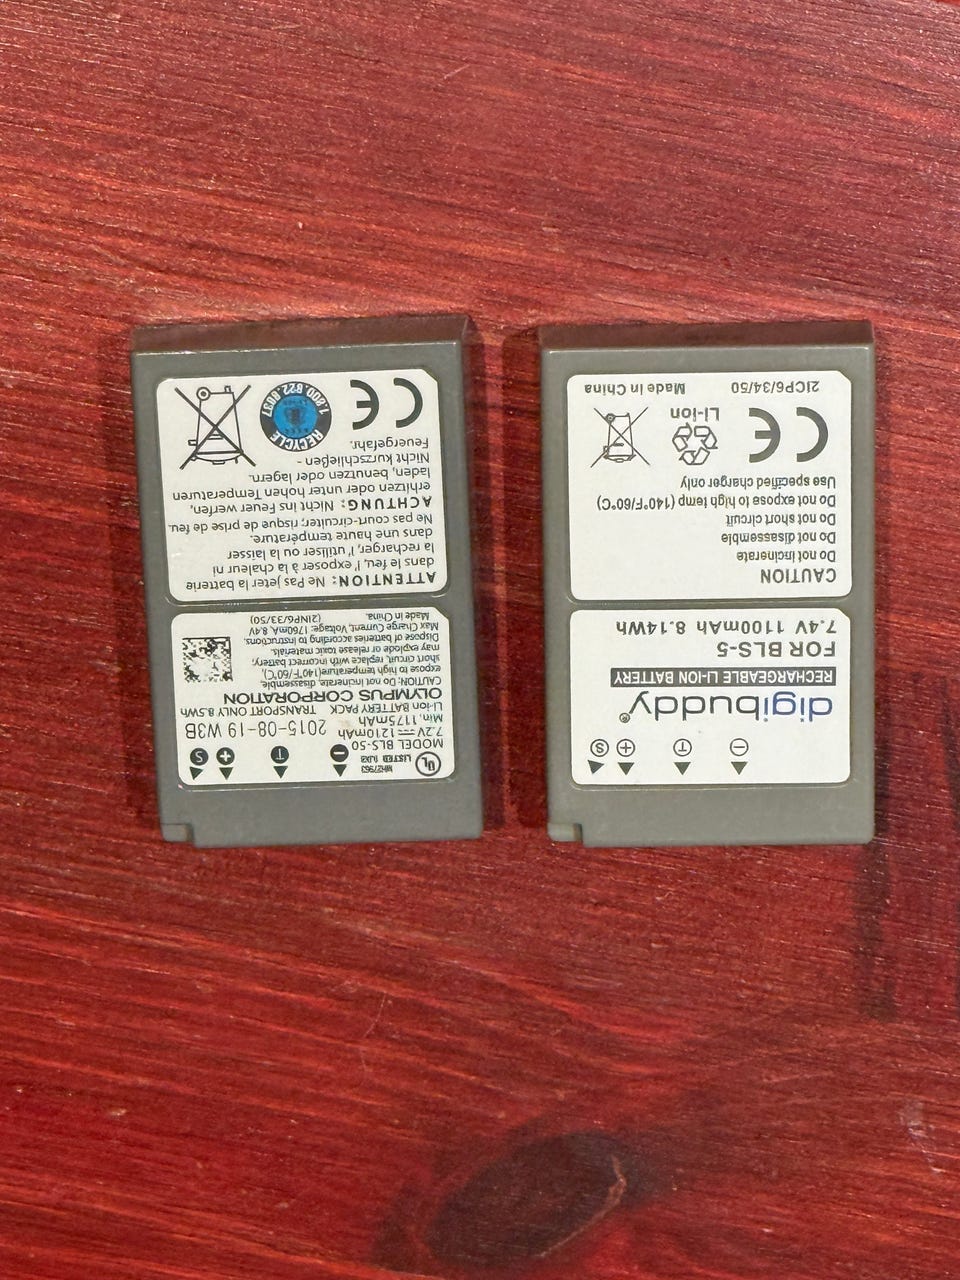 MODEL BLS-50
7.2V 1210mAh
Min. 1175mAh
Li-ion BATTERY PACK TRANSPORT ONLY 8.5Wh
2015-08-19 W3B
UL LISTED
MH27963
OLYMPUS CORPORATION
CAUTION: Do not incinerate, disassemble,
expose to high temperature(140°F/60°C),
short circuit, replace with incorrect battery;
may explode or release toxic materials.
Dispose of batteries according to instructions.
Max Charge Current, Voltage: 1760mA, 8.4V
Made in China. (2INP6/33/50)
ATTENTION: Ne Pas jeter la batterie
dans le feu, l'exposer à la chaleur ni
la recharger, l'utiliser ou la laisser
dans une haute température.
Ne pas court-circuiter; risque de prise de feu.
ACHTUNG: Nicht ins Feuer werfen,
erhitzen oder unter hohen Temperaturen
laden, benutzen oder lagern.
Nicht kurzschließen -
Feuergefahr.
CE
RECYCLE
1.800.822.8837
S + T −
− T + S
digibuddy®
RECHARGEABLE LI-ION BATTERY
FOR BLS-5
7.4V 1100mAh 8.14Wh
CAUTION
Do not incinerate
Do not disassemble
Do not short circuit
Do not expose to high temp (140°F/60°C)
Use specified charger only
CE
Li-ion
2ICP6/34/50 Made in China